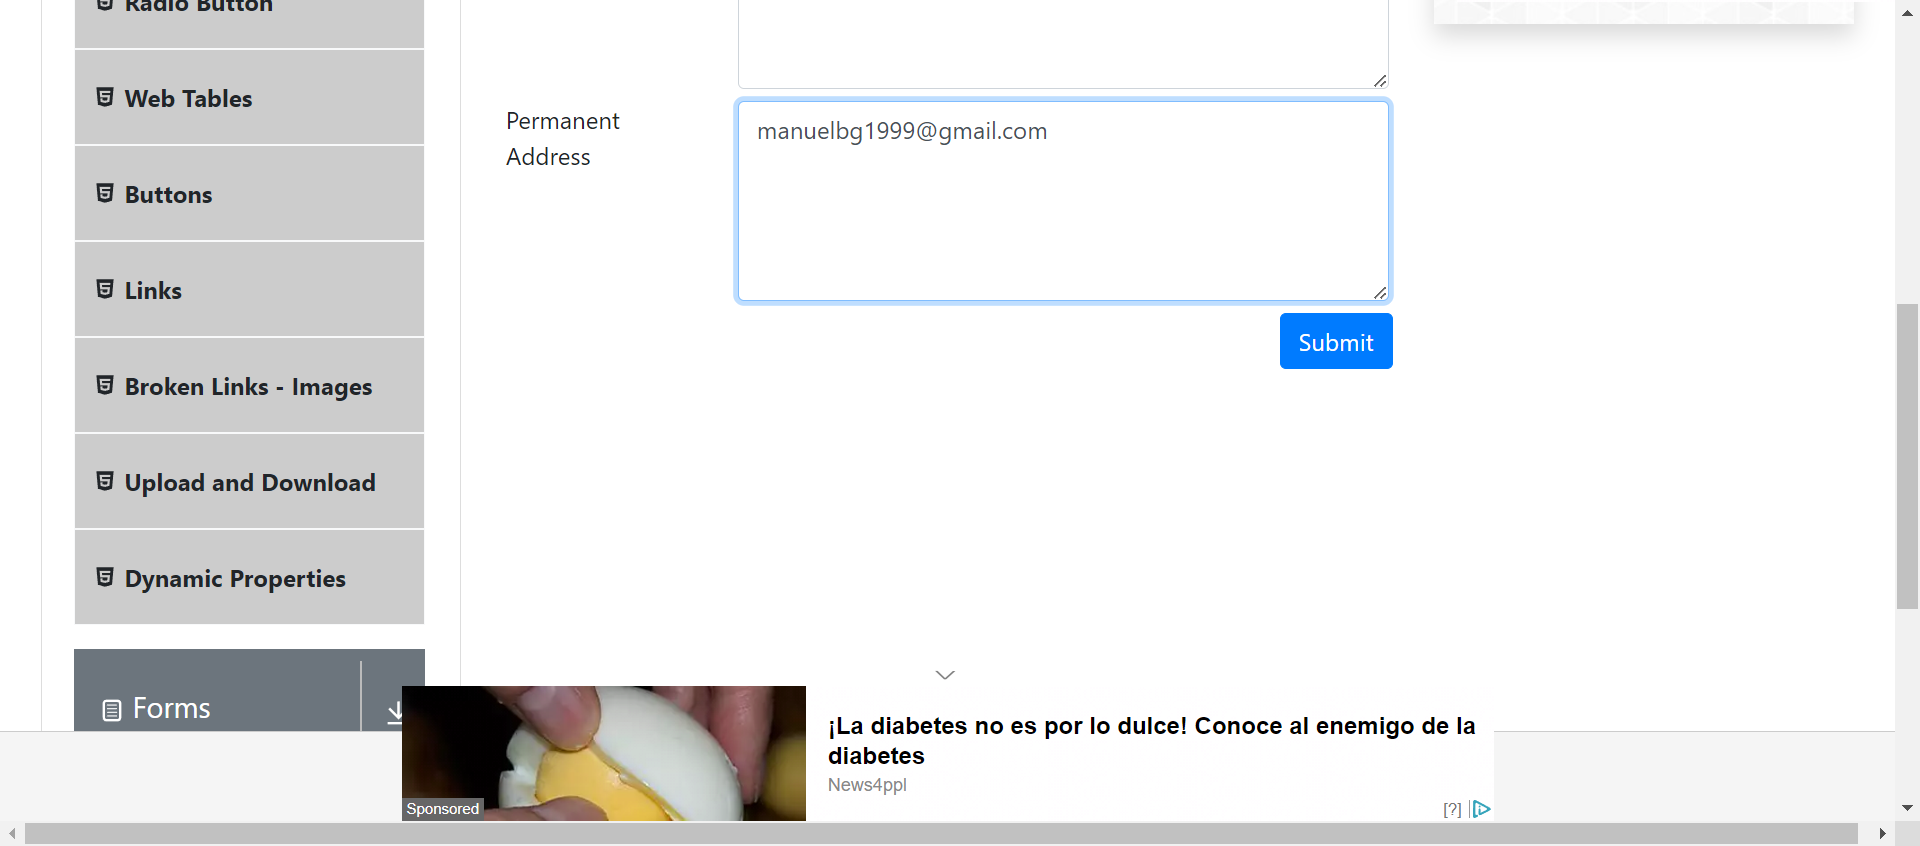 Radio Button
Web Tables
Buttons
Links
Broken Links - Images
Upload and Download
Dynamic Properties
Forms
Permanent
Address
manuelbg1999@gmail.com
Submit
Sponsored
¡La diabetes no es por lo dulce! Conoce al enemigo de la
diabetes
News4ppl
[?]